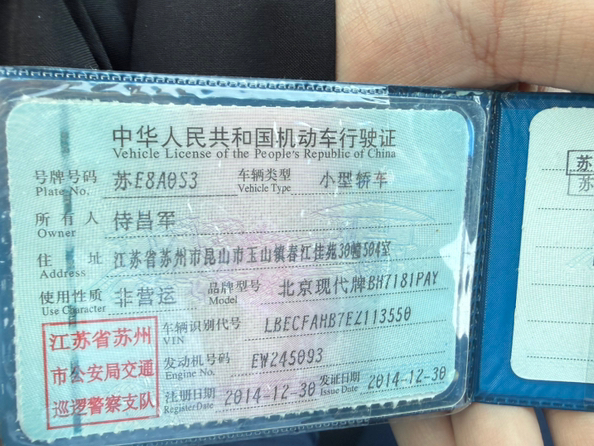 中华人民共和国机动车行驶证
Vehicle License of the People's Republic of China
号牌号码 苏E8A0S3 车辆类型 小型轿车
Plate No. Vehicle Type
所有人 侍昌军
Owner
住址 江苏省苏州市昆山市玉山镇春江佳苑30幢504室
Address
使用性质 非营运 品牌型号 北京现代牌BH7181PAY
Use Character Model
江苏省苏州
市公安局交通
巡逻警察支队
车辆识别代号 LBECFAHB7EZ113550
VIN
发动机号码 EW245093
Engine No.
注册日期 2014-12-30 发证日期 2014-12-30
Register Date Issue Date
苏
苏